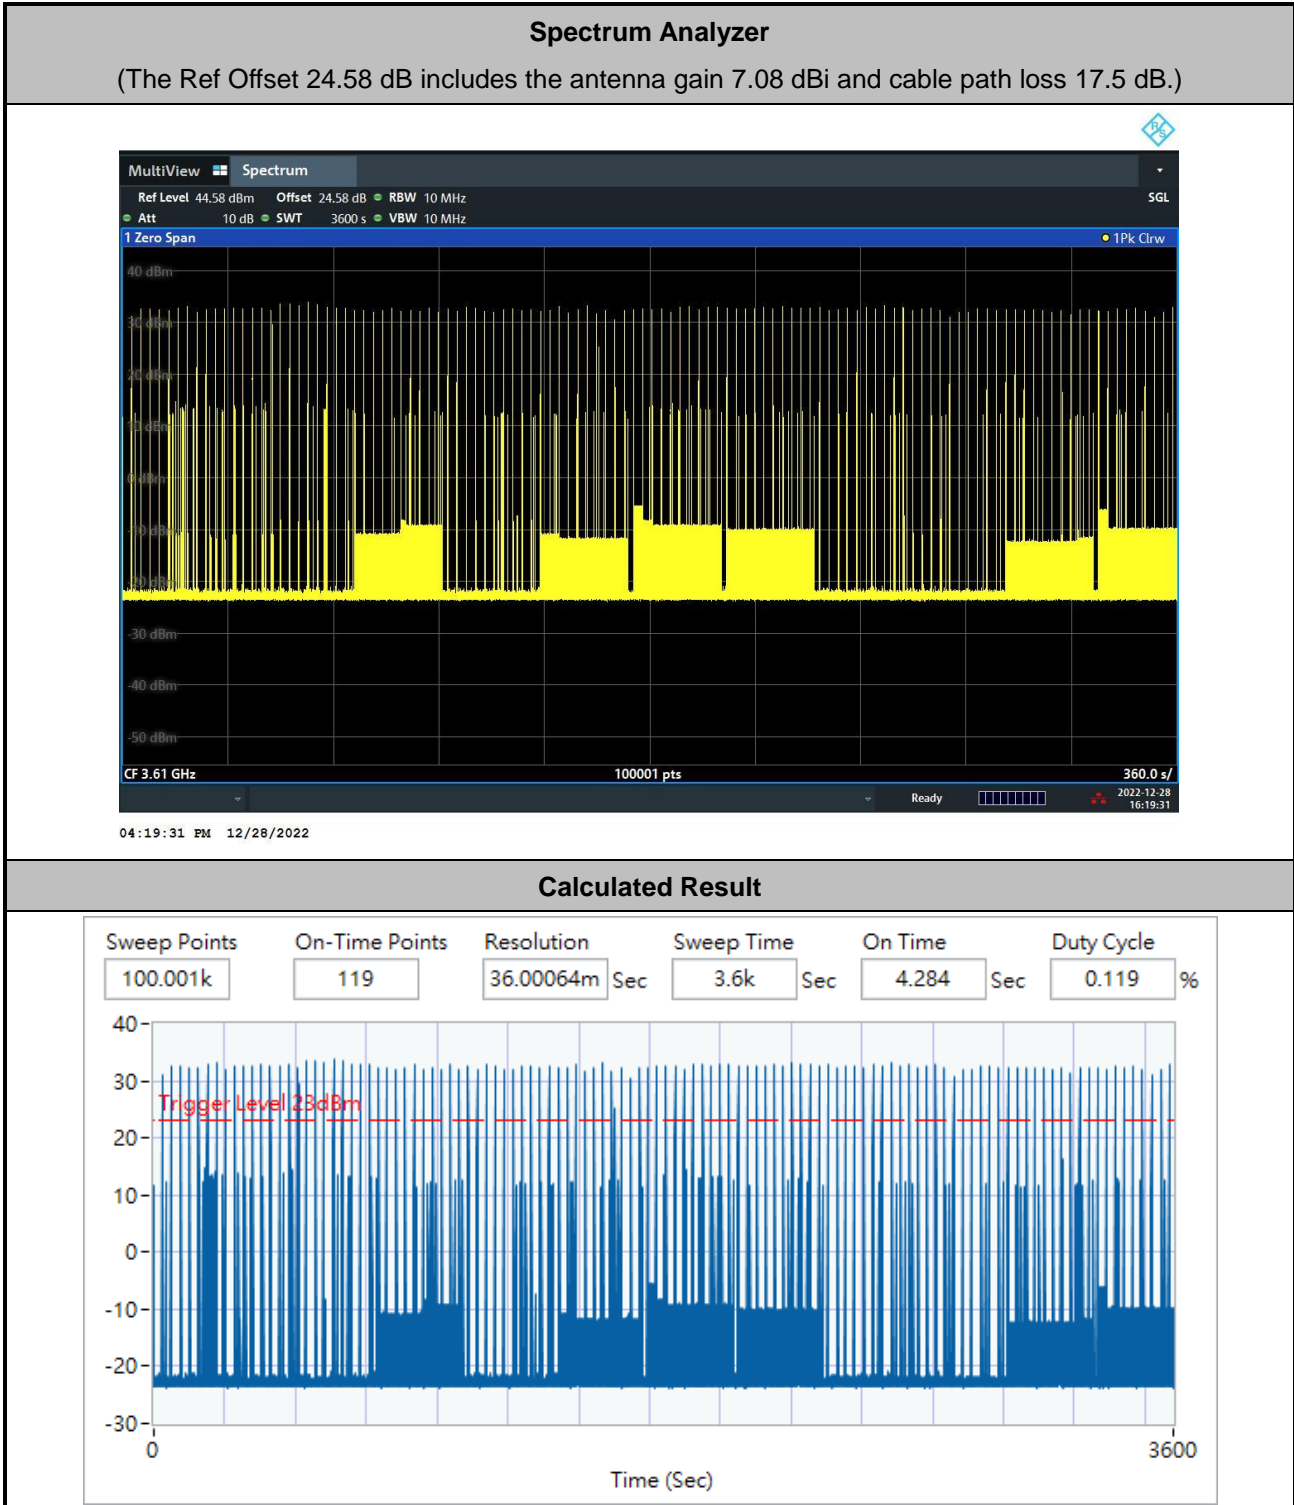 Spectrum Analyzer
(The Ref Offset 24.58 dB includes the antenna gain 7.08 dBi and cable path loss 17.5 dB.)
R&S
MultiView Spectrum
Ref Level 44.58 dBm Offset 24.58 dB RBW 10 MHz SGL
Att 10 dB SWT 3600 s VBW 10 MHz
1 Zero Span 1Pk Clrw
40 dBm
30 dBm
20 dBm
10 dBm
0 dBm
-10 dBm
-20 dBm
-30 dBm
-40 dBm
-50 dBm
CF 3.61 GHz 100001 pts 360.0 s/
Ready 2022-12-28
16:19:31
04:19:31 PM 12/28/2022
Calculated Result
Sweep Points On-Time Points Resolution Sweep Time On Time Duty Cycle
100.001k 119 36.00064m Sec 3.6k Sec 4.284 Sec 0.119 %
40
30
Trigger Level 23dBm
20
10
0
-10
-20
-30
0 3600
Time (Sec)